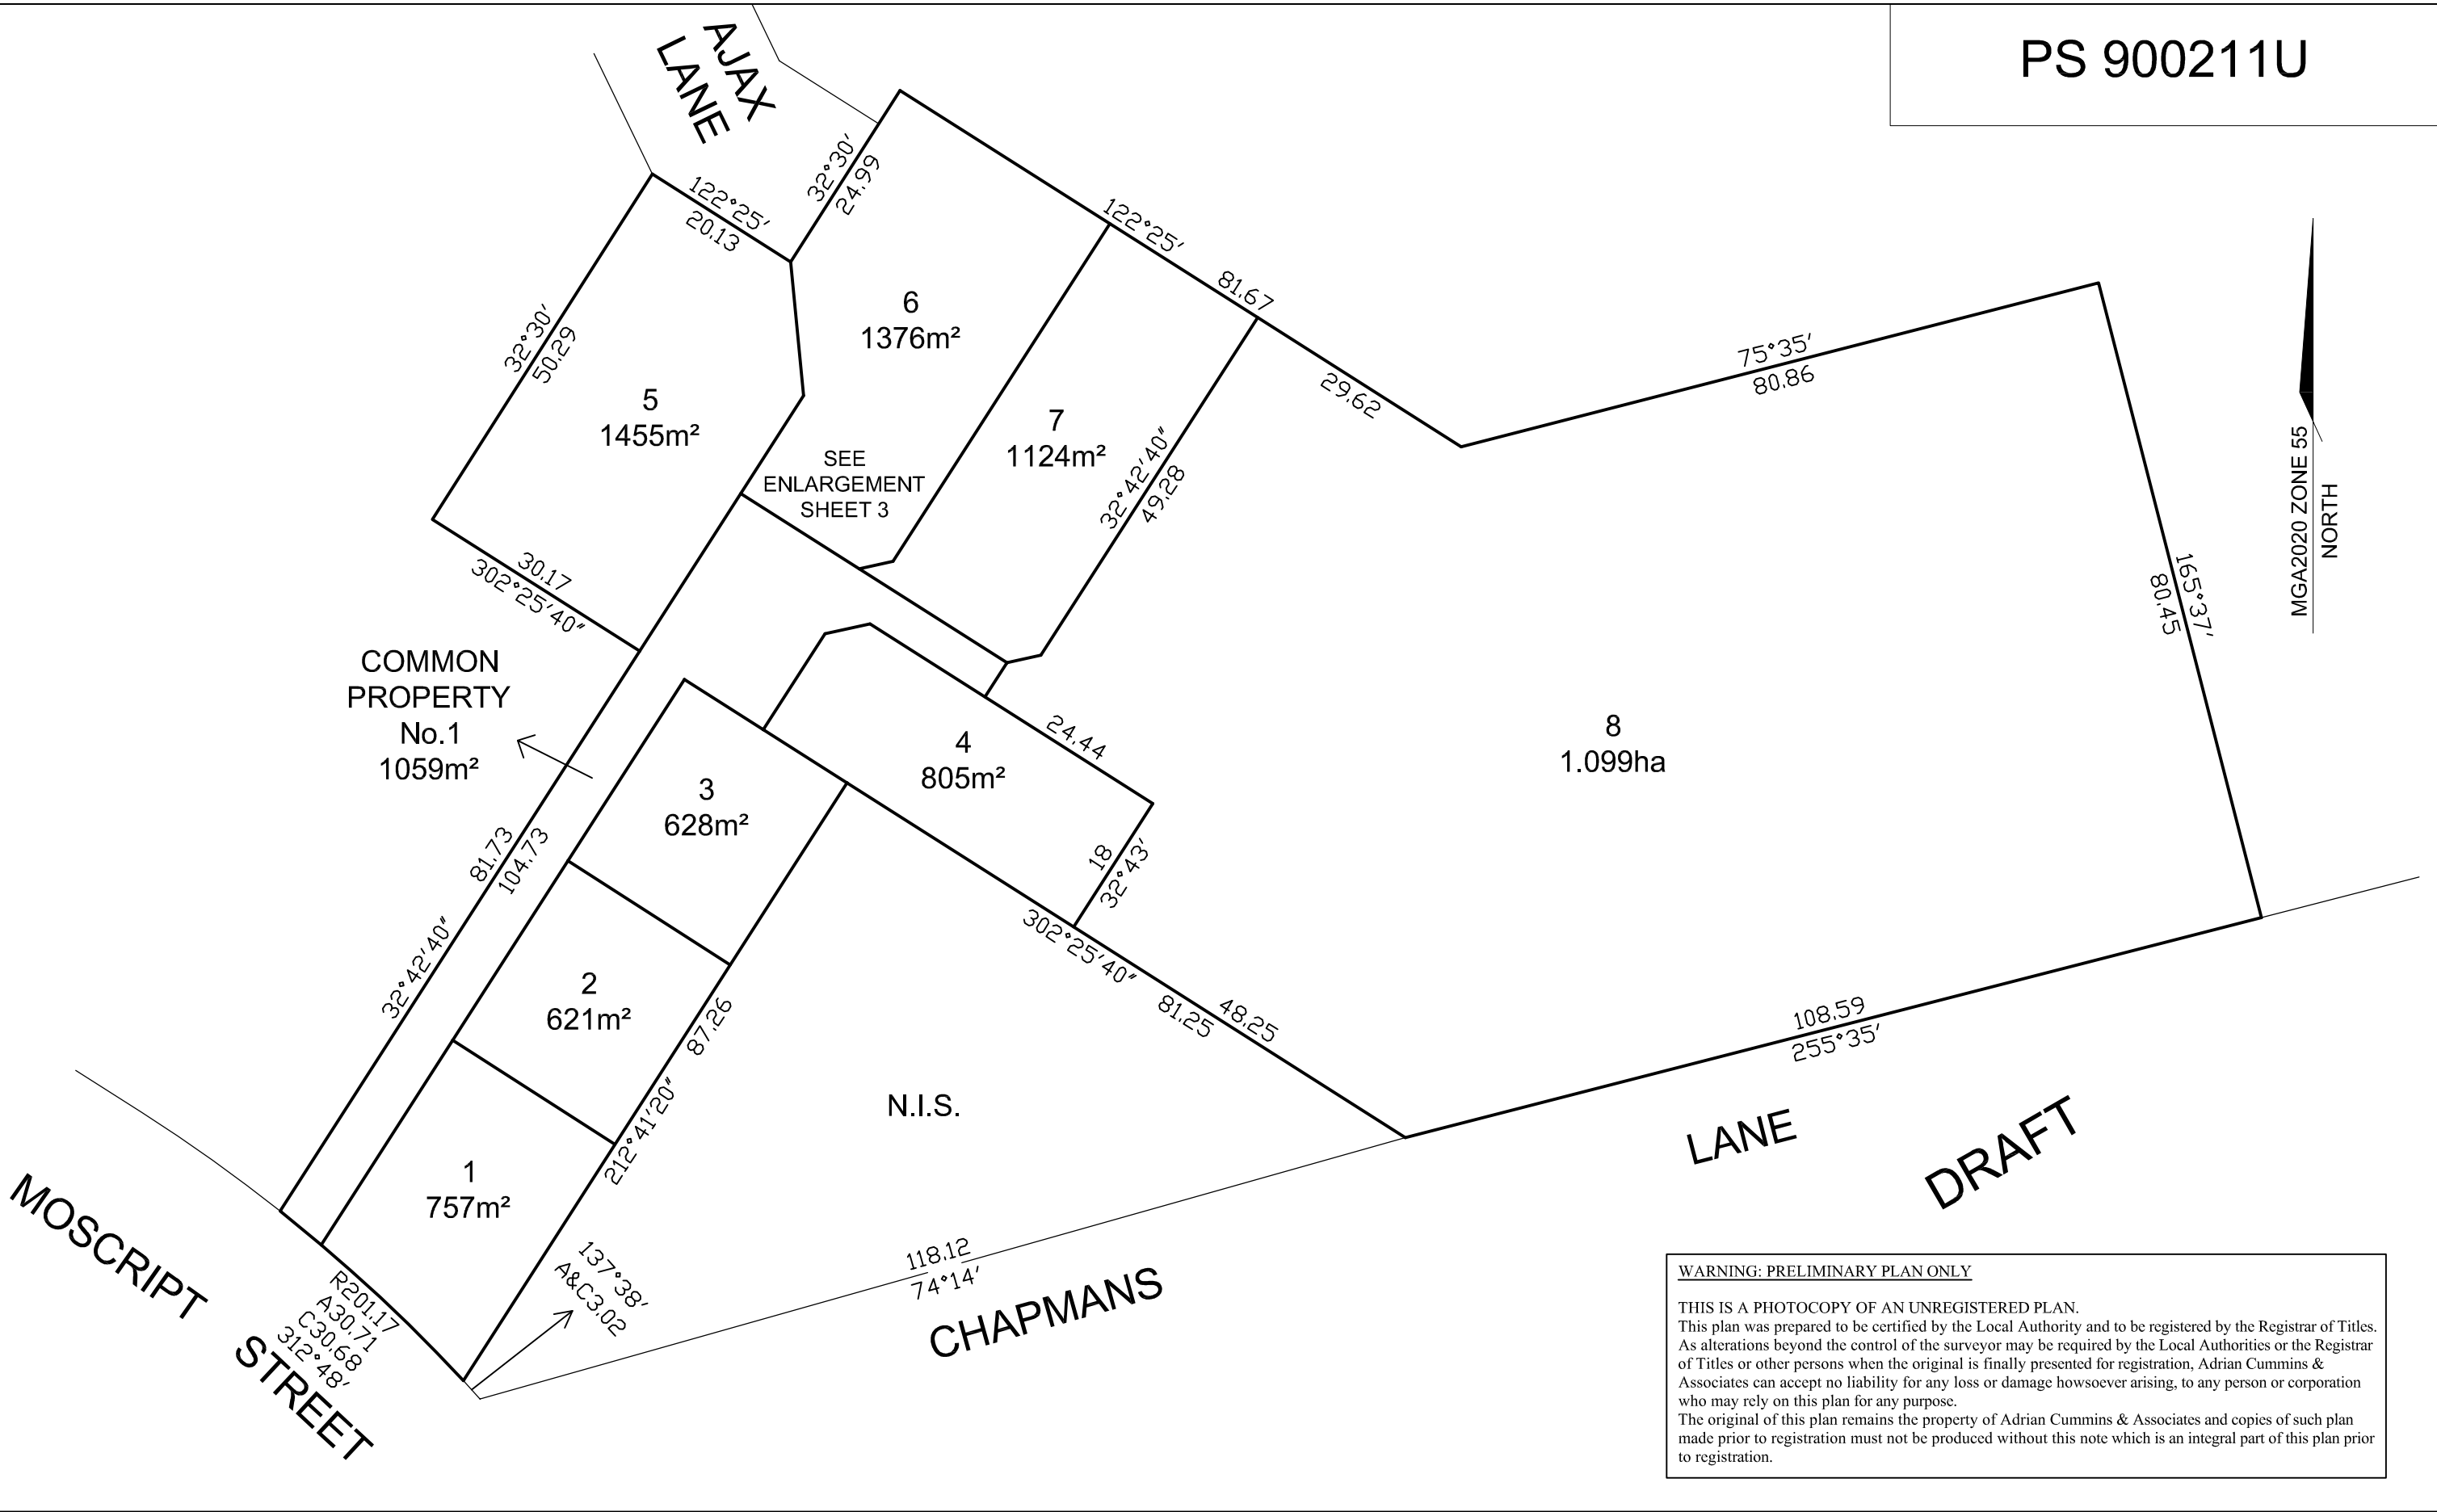 PS 900211U
AJAX
LANE
32°30′
24.99
122°25′
20.13
122°25′
81.67
29.62
75°35′
80.86
6
1376m²
32°30′
50.29
5
1455m²
7
1124m²
SEE
ENLARGEMENT
SHEET 3
32°42′40″
49.28
MGA2020 ZONE 55
NORTH
165°37′
80.45
30.17
302°25′40″
COMMON
PROPERTY
No.1
1059m²
8
1.099ha
24.44
4
805m²
3
628m²
18
32°43′
81.73
104.73
32°42′40″
302°25′40″
81.25
48.25
2
621m²
87.26
212°41′20″
108.59
255°35′
N.I.S.
LANE
DRAFT
1
757m²
MOSCRIPT
STREET
R201.17
A30.71
C30.68
312°48′
137°38′
A&C3.02
118.12
74°14′
CHAPMANS
WARNING: PRELIMINARY PLAN ONLY
THIS IS A PHOTOCOPY OF AN UNREGISTERED PLAN.
This plan was prepared to be certified by the Local Authority and to be registered by the Registrar of Titles.
As alterations beyond the control of the surveyor may be required by the Local Authorities or the Registrar
of Titles or other persons when the original is finally presented for registration, Adrian Cummins &
Associates can accept no liability for any loss or damage howsoever arising, to any person or corporation
who may rely on this plan for any purpose.
The original of this plan remains the property of Adrian Cummins & Associates and copies of such plan
made prior to registration must not be produced without this note which is an integral part of this plan prior
to registration.